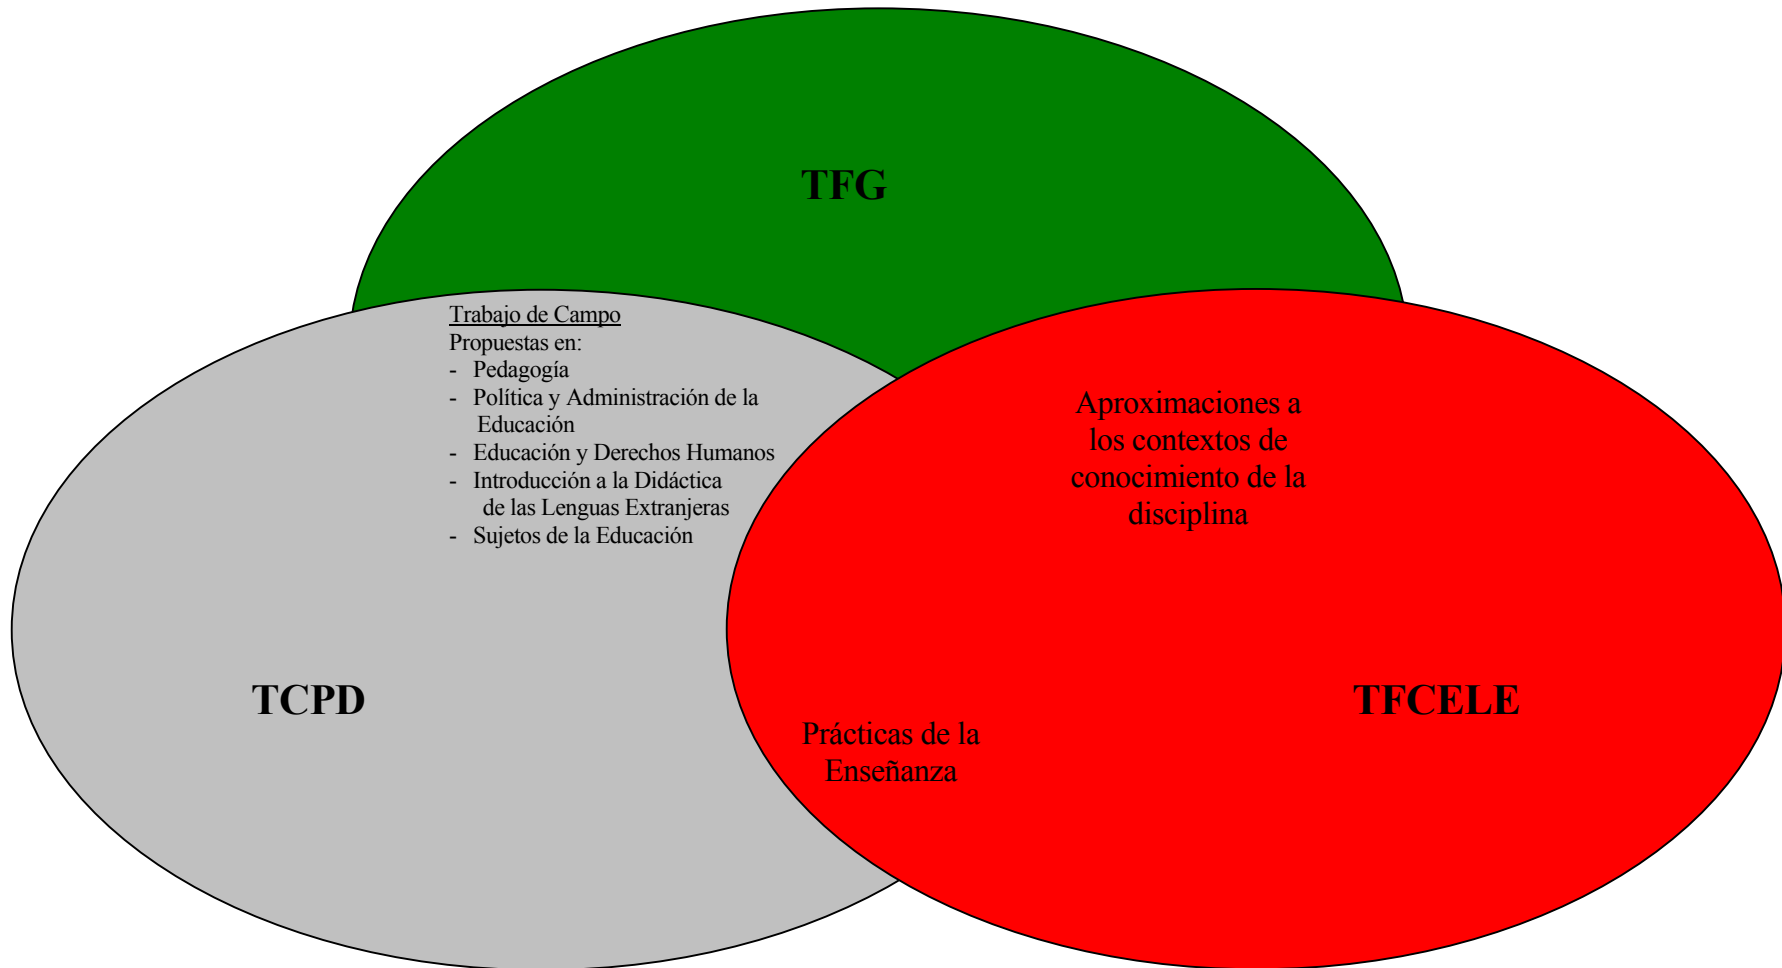 TFG
Trabajo de Campo
Propuestas en:
- Pedagogía
- Política y Administración de la
Educación
- Educación y Derechos Humanos
- Introducción a la Didáctica
de las Lenguas Extranjeras
- Sujetos de la Educación
Aproximaciones a
los contextos de
conocimiento de la
disciplina
TCPD
TFCELE
Prácticas de la
Enseñanza